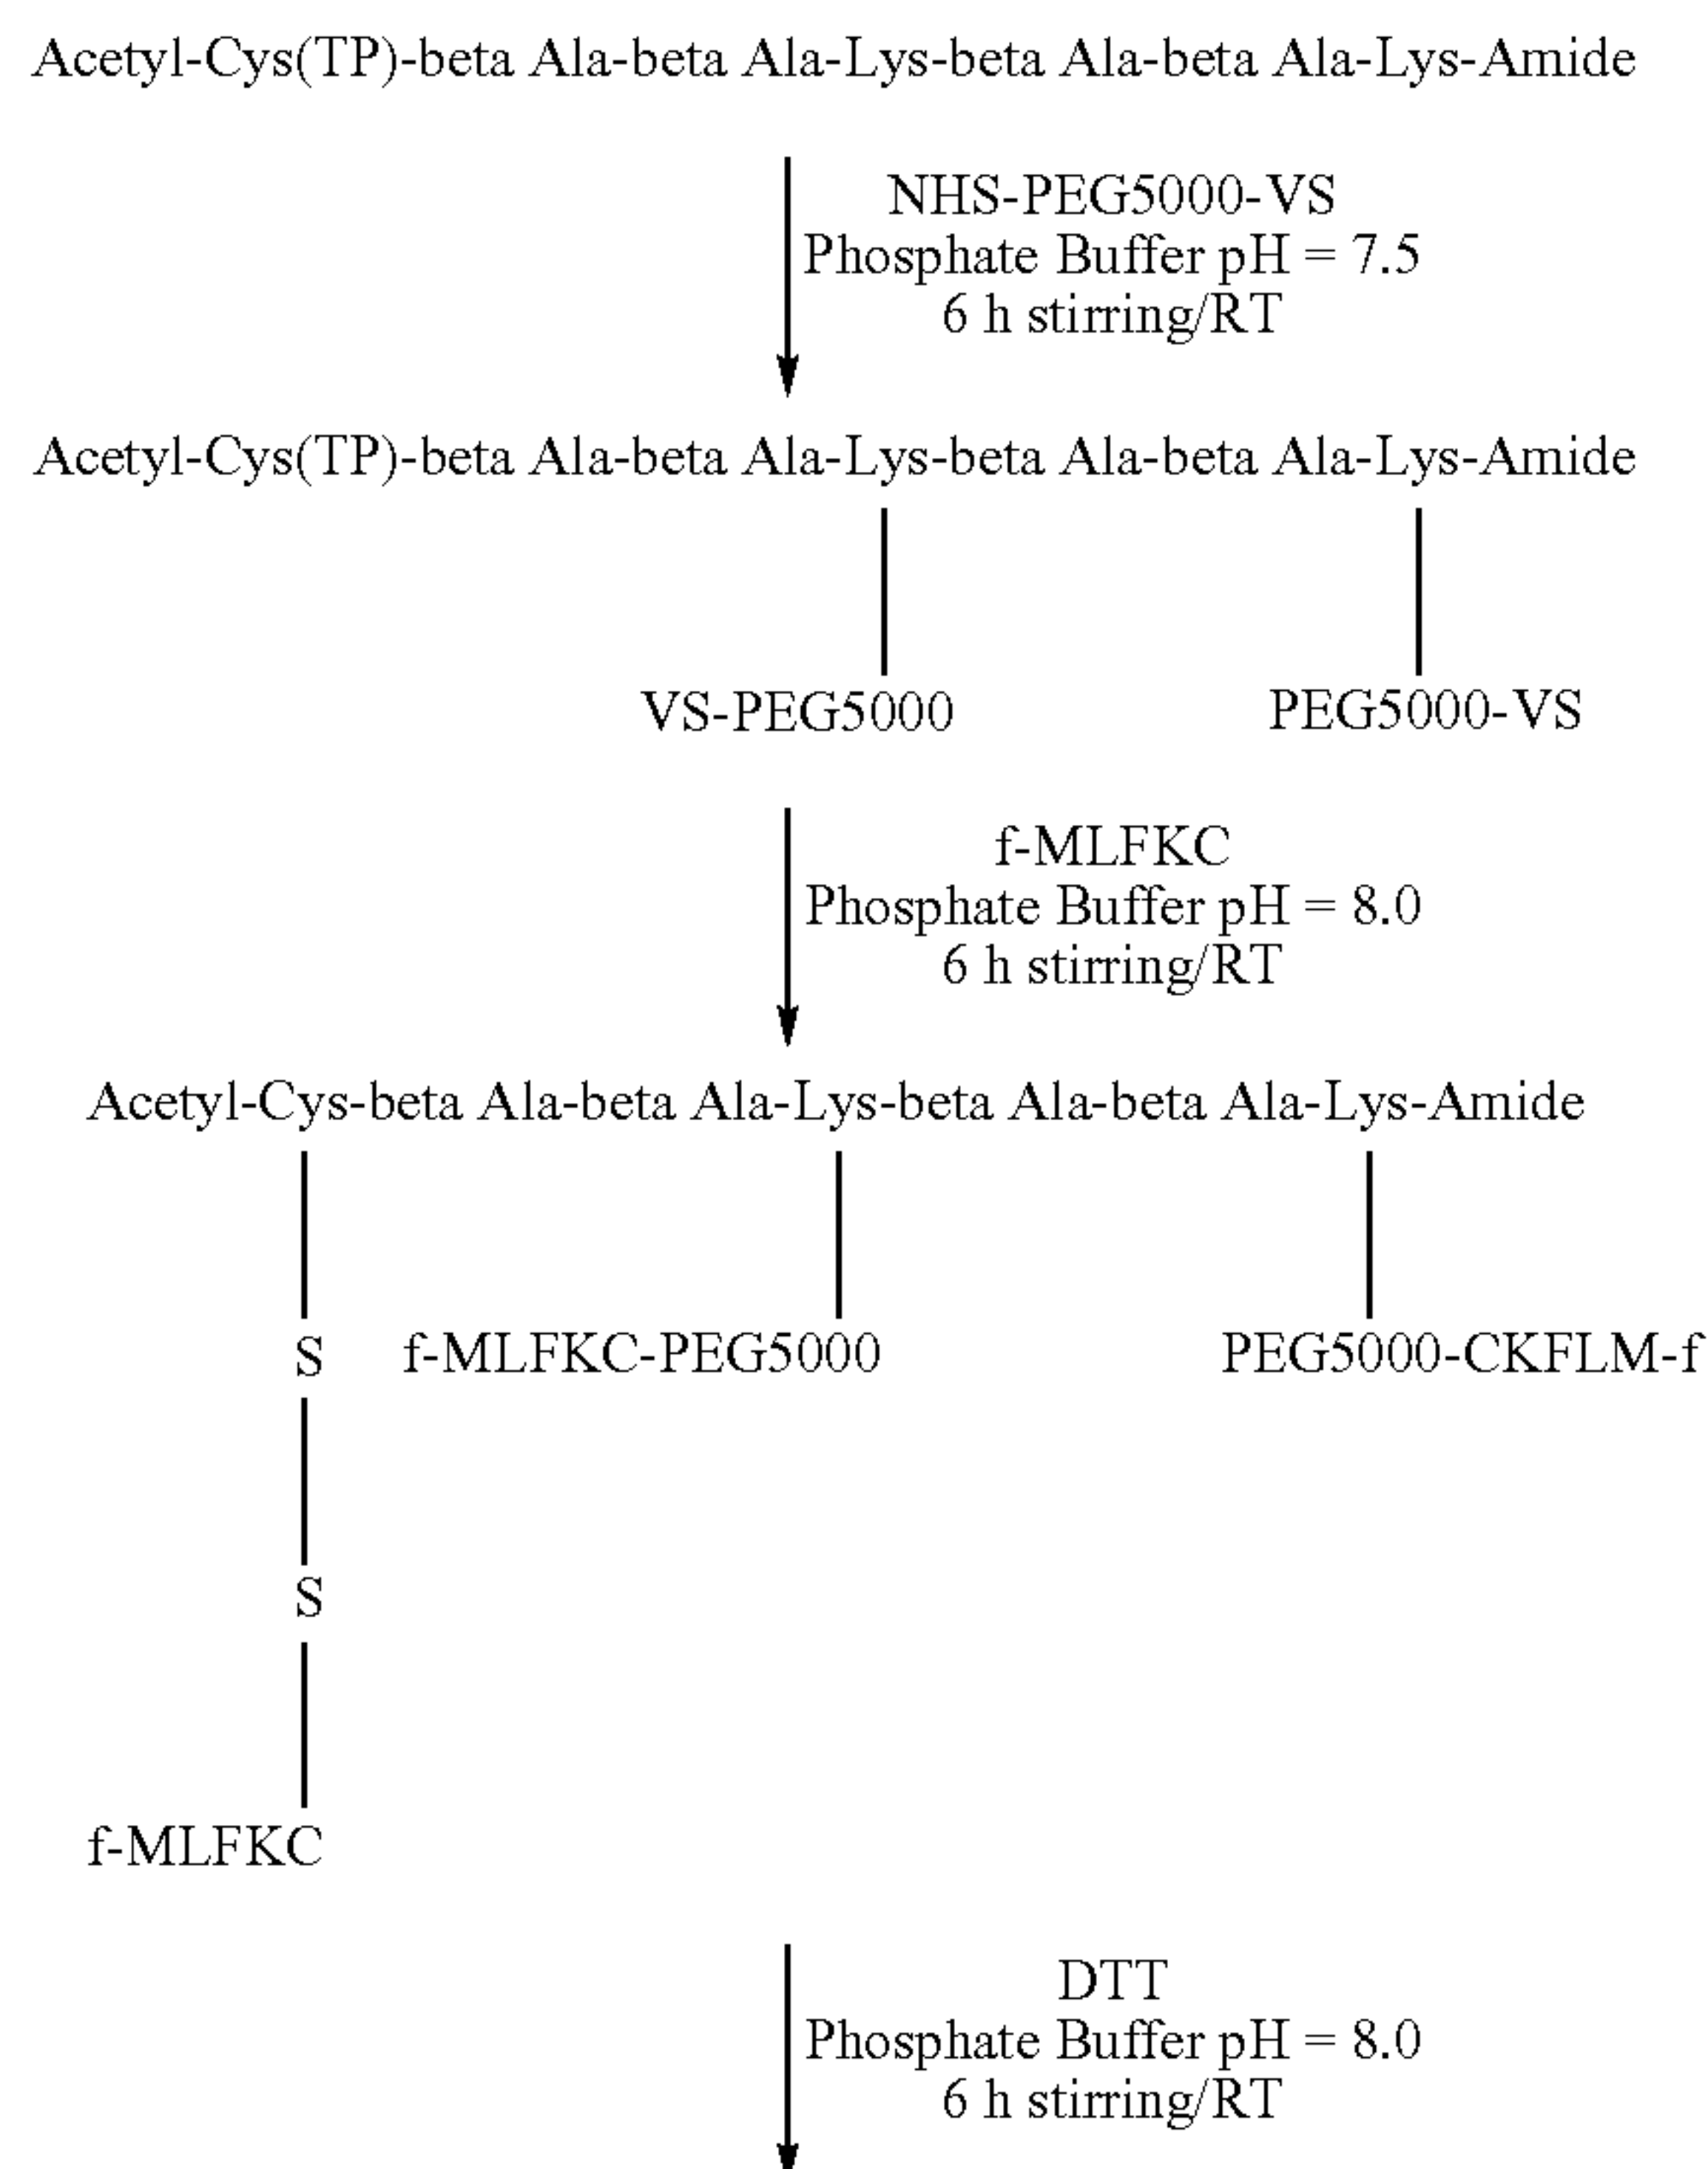 Acetyl-Cys(TP)-beta Ala-beta Ala-Lys-beta Ala-beta Ala-Lys-Amide
NHS-PEG5000-VS
Phosphate Buffer pH = 7.5
6 h stirring/RT
Acetyl-Cys(TP)-beta Ala-beta Ala-Lys-beta Ala-beta Ala-Lys-Amide
VS-PEG5000 PEG5000-VS
f-MLFKC
Phosphate Buffer pH = 8.0
6 h stirring/RT
Acetyl-Cys-beta Ala-beta Ala-Lys-beta Ala-beta Ala-Lys-Amide
S f-MLFKC-PEG5000 PEG5000-CKFLM-f
S
f-MLFKC
DTT
Phosphate Buffer pH = 8.0
6 h stirring/RT